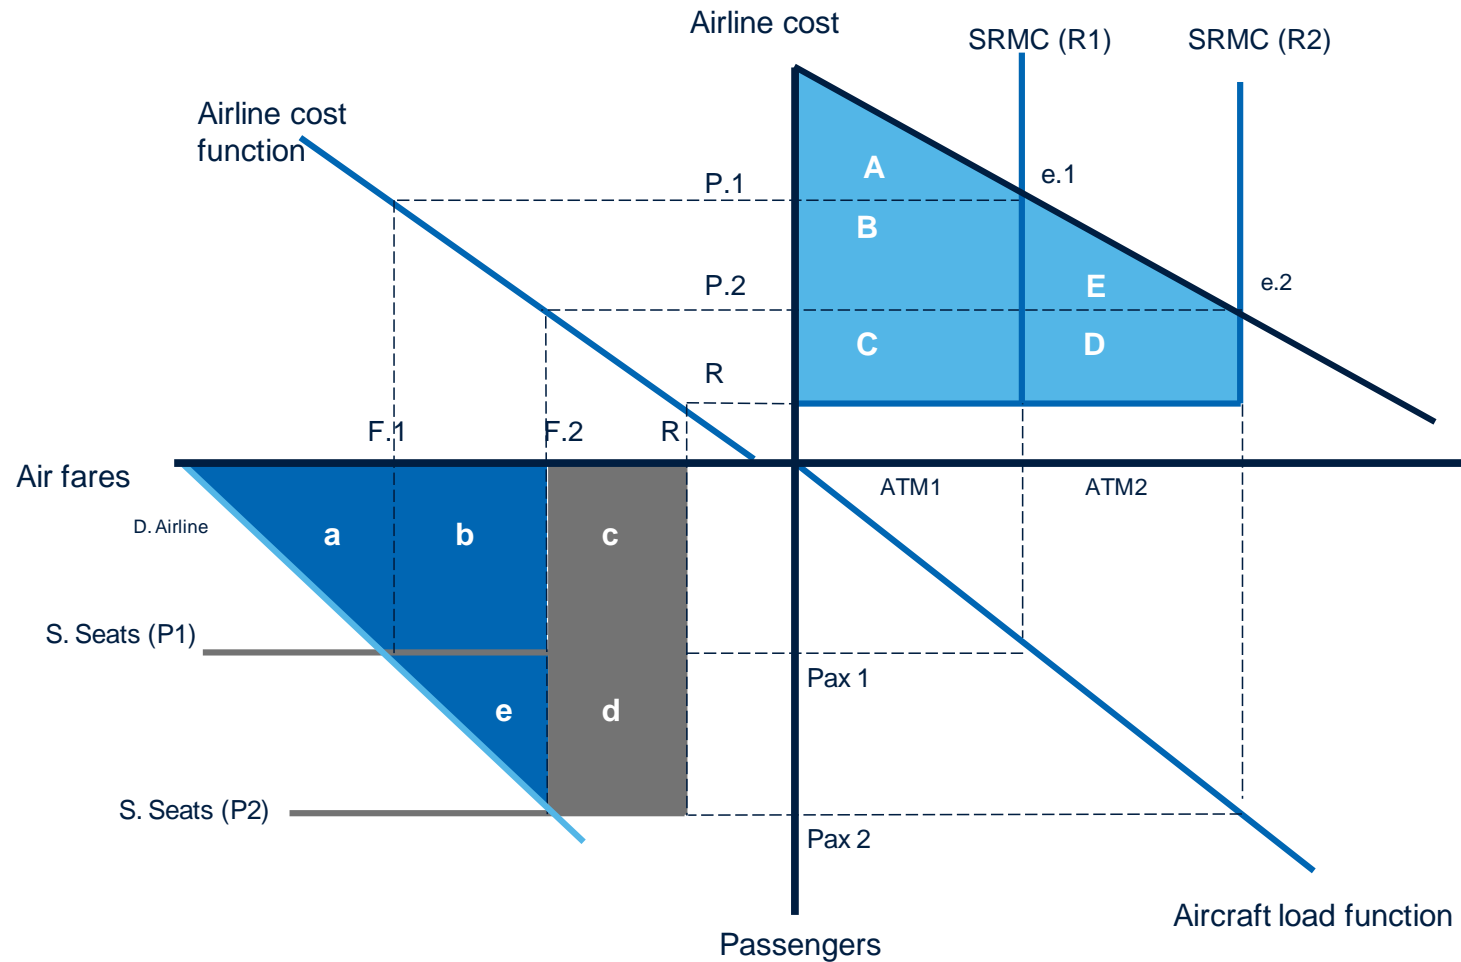 Airline cost
SRMC (R1)
SRMC (R2)
Airline cost
function
A
e.1
P.1
B
P.2
E
e.2
C
D
R
F.1
F.2
R
Air fares
ATM1
ATM2
D. Airline
a
b
c
S. Seats (P1)
Pax 1
e
d
S. Seats (P2)
Pax 2
Aircraft load function
Passengers